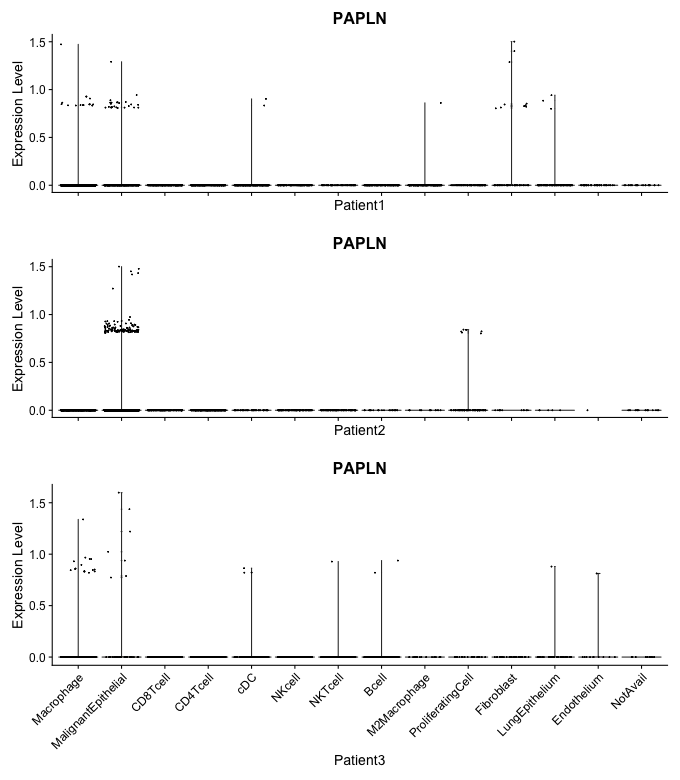 PAPLN
Expression Level
1.5
1.0
0.5
0.0
Patient1
PAPLN
Expression Level
1.5
1.0
0.5
0.0
Patient2
PAPLN
Expression Level
1.5
1.0
0.5
0.0
Macrophage
MalignantEpithelial
CD8Tcell
CD4Tcell
cDC
NKcell
NKTcell
Bcell
M2Macrophage
ProliferatingCell
Fibroblast
LungEpithelium
Endothelium
NotAvail
Patient3